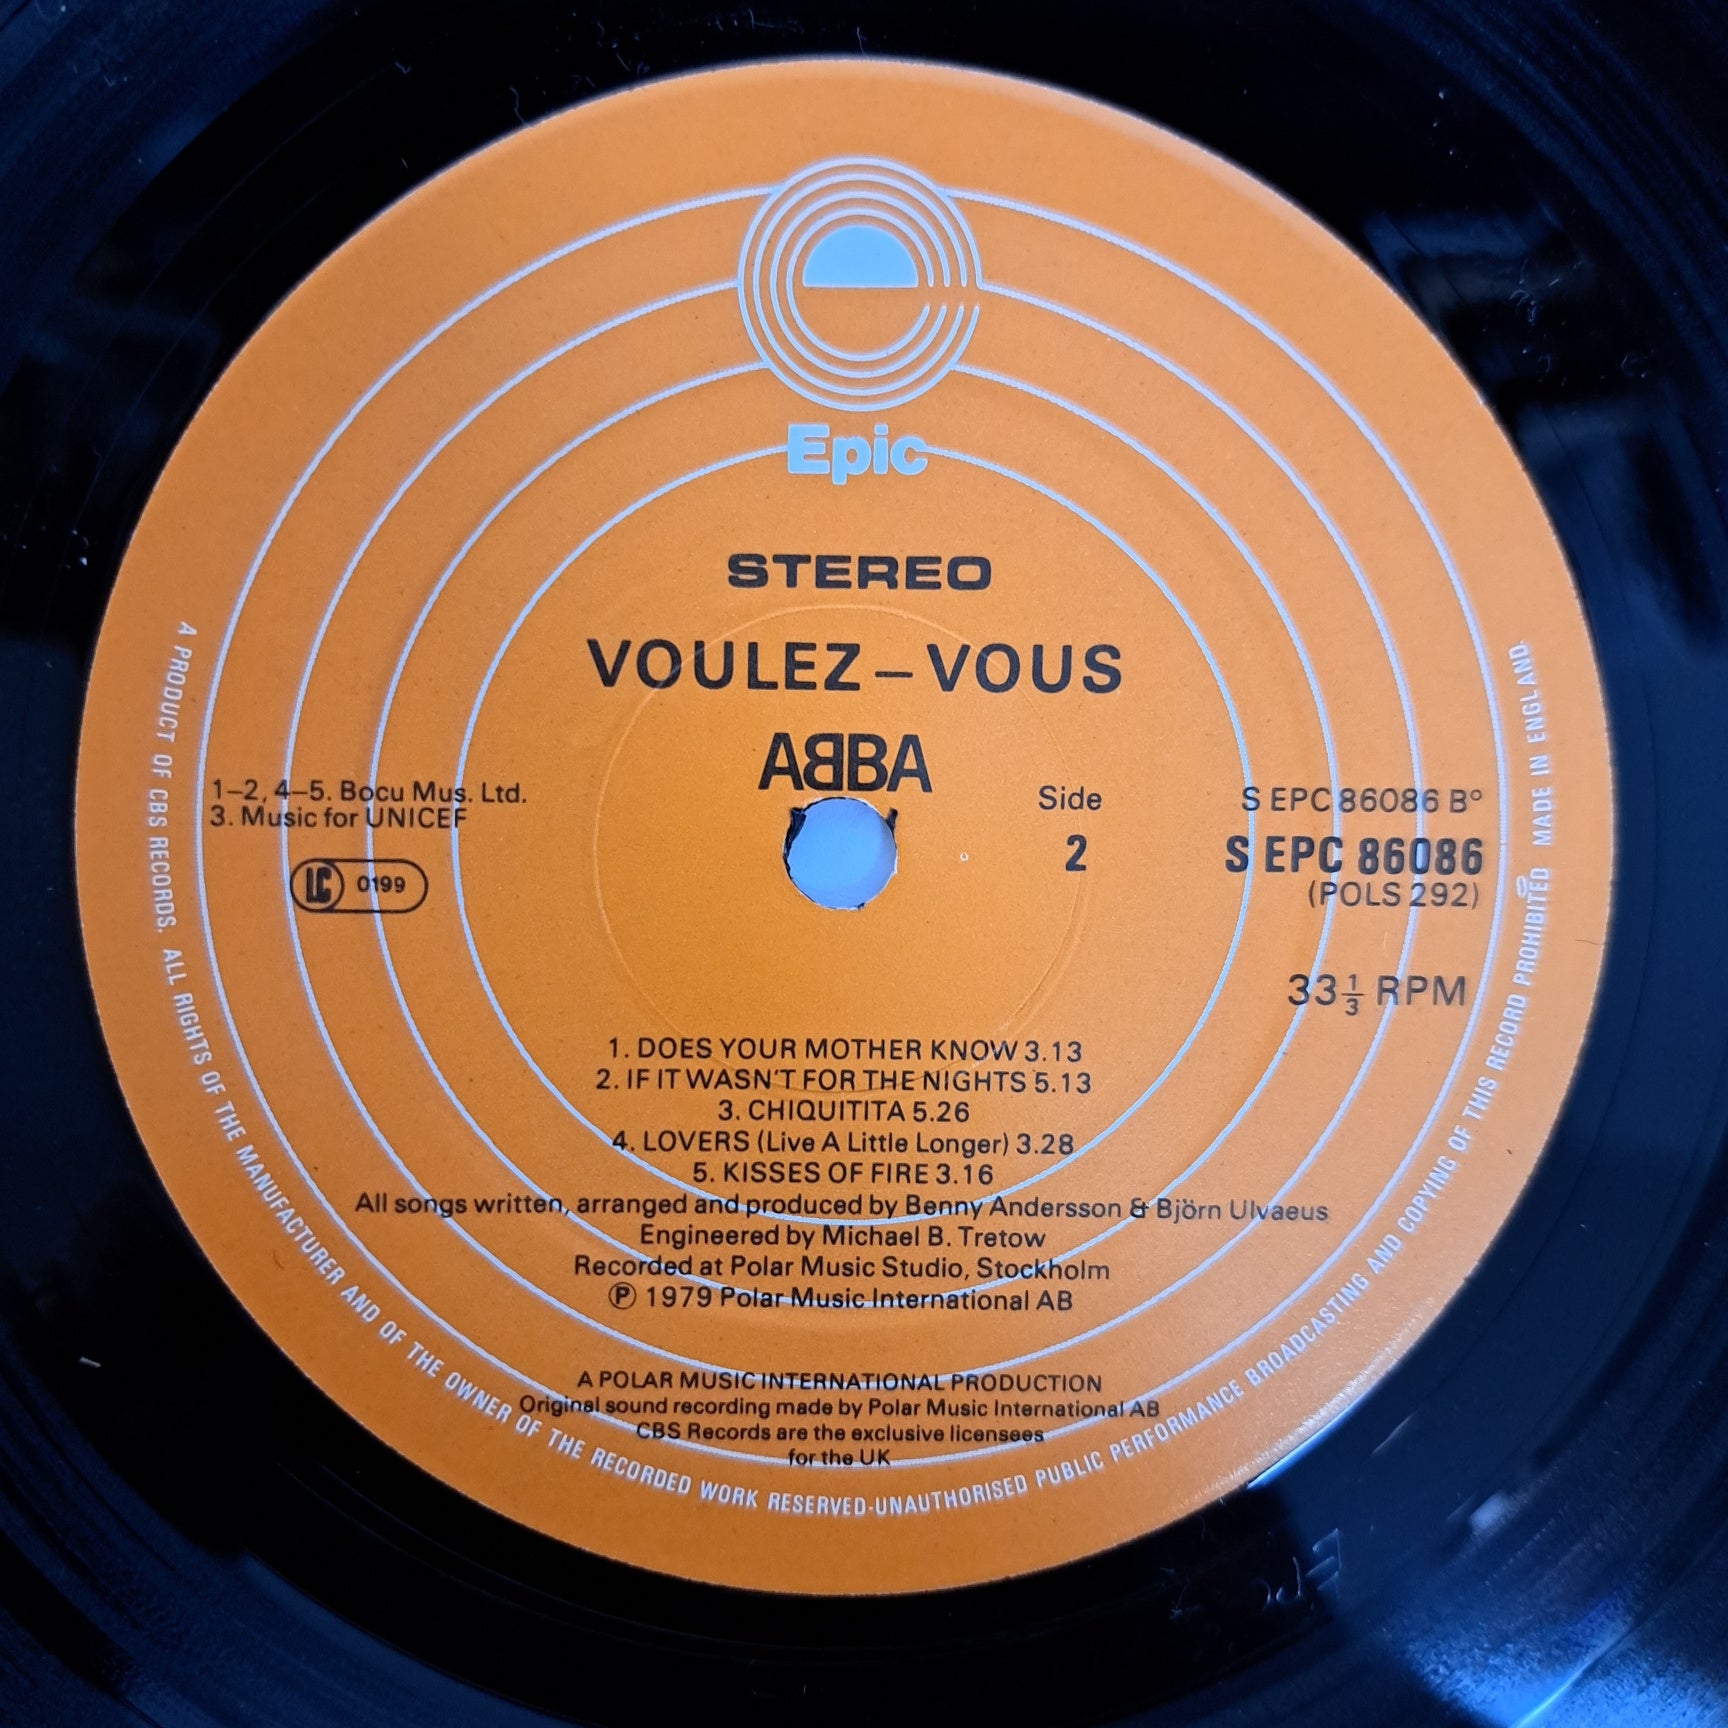 Epic
STEREO
VOULEZ – VOUS
ABBA
1–2, 4–5. Bocu Mus. Ltd.
3. Music for UNICEF
LC 0199
Side
2
S EPC 86086 B°
S EPC 86086
(POLS 292)
33⅓ RPM
1. DOES YOUR MOTHER KNOW 3.13
2. IF IT WASN'T FOR THE NIGHTS 5.13
3. CHIQUITITA 5.26
4. LOVERS (Live A Little Longer) 3.28
5. KISSES OF FIRE 3.16
All songs written, arranged and produced by Benny Andersson & Björn Ulvaeus
Engineered by Michael B. Tretow
Recorded at Polar Music Studio, Stockholm
℗ 1979 Polar Music International AB
A POLAR MUSIC INTERNATIONAL PRODUCTION
Original sound recording made by Polar Music International AB
CBS Records are the exclusive licensees
for the UK
A PRODUCT OF CBS RECORDS. ALL RIGHTS OF THE MANUFACTURER AND OF THE OWNER OF THE RECORDED WORK RESERVED-UNAUTHORISED PUBLIC PERFORMANCE BROADCASTING AND COPYING OF THIS RECORD PROHIBITED MADE IN ENGLAND.
EPC